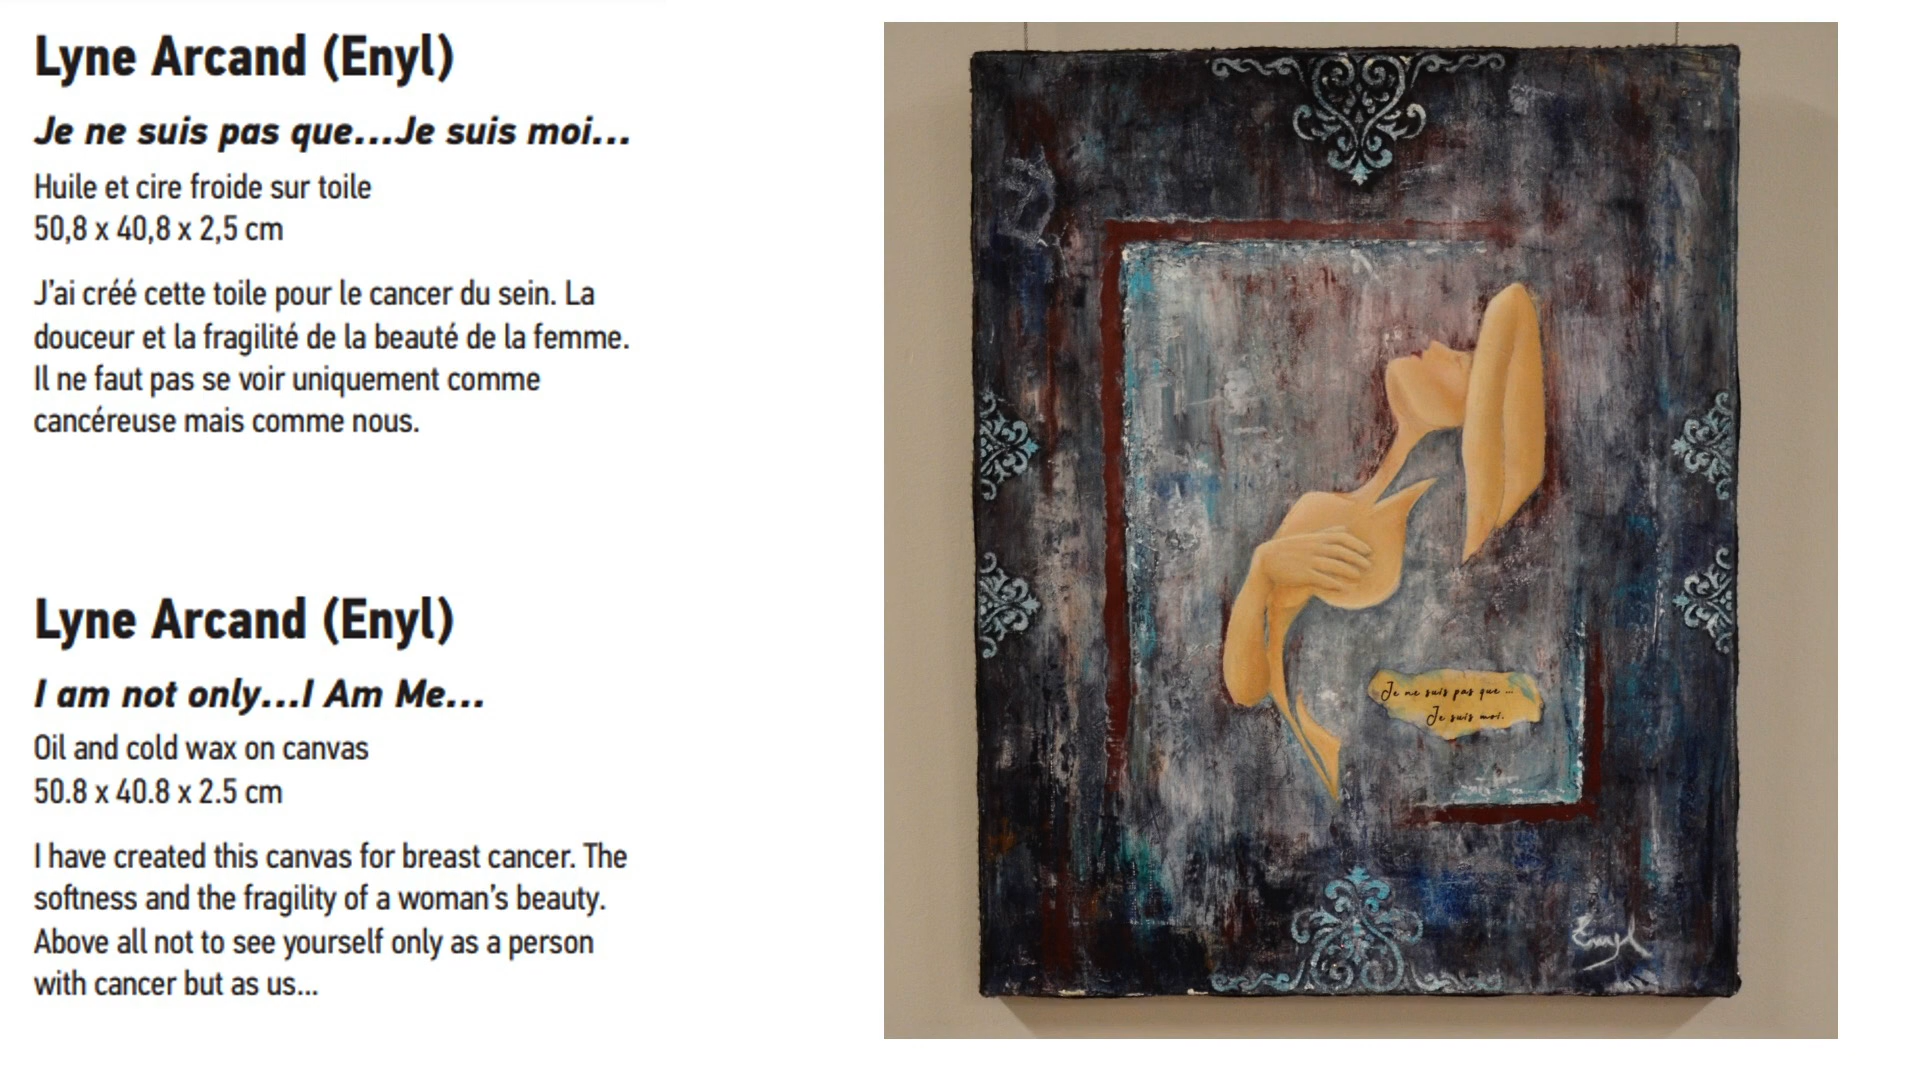 Lyne Arcand (Enyl)
Je ne suis pas que...Je suis moi...
Huile et cire froide sur toile
50,8 x 40,8 x 2,5 cm
J'ai créé cette toile pour le cancer du sein. La
douceur et la fragilité de la beauté de la femme.
Il ne faut pas se voir uniquement comme
cancéreuse mais comme nous.
Lyne Arcand (Enyl)
I am not only...I Am Me...
Oil and cold wax on canvas
50.8 x 40.8 x 2.5 cm
I have created this canvas for breast cancer. The
softness and the fragility of a woman's beauty.
Above all not to see yourself only as a person
with cancer but as us...
Je ne suis pas que ...
Je suis moi.
Enyl